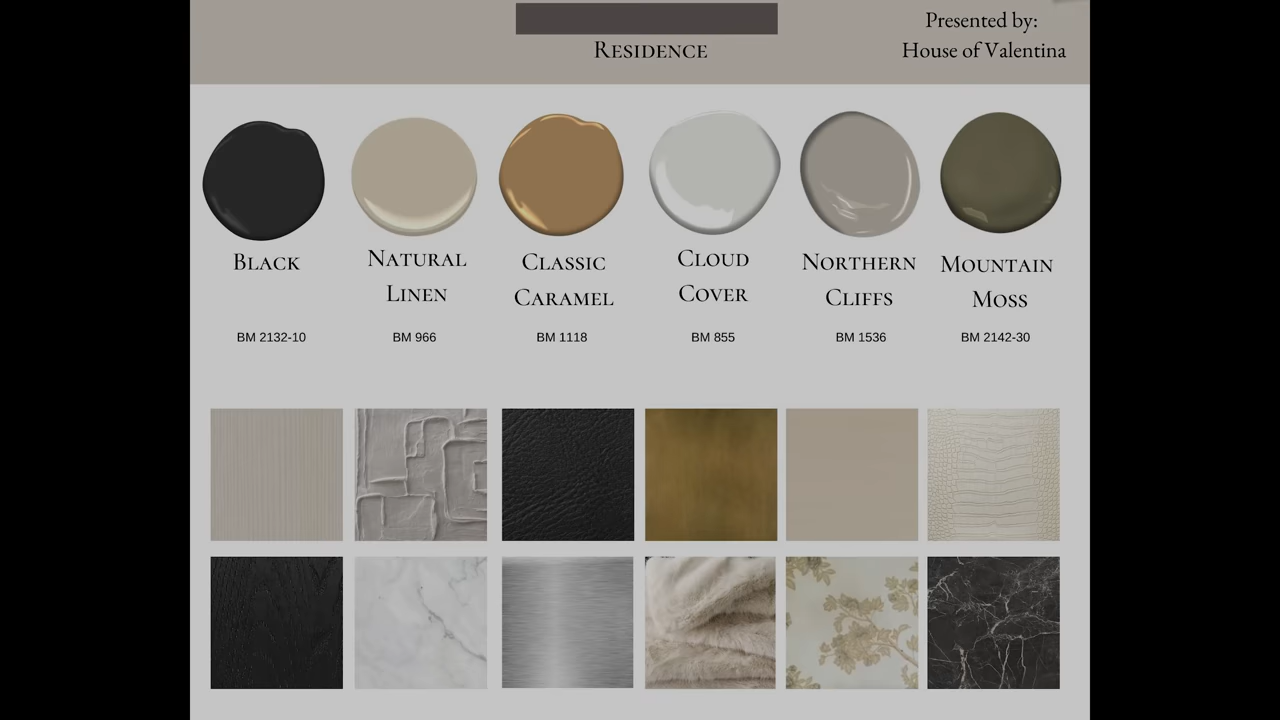 Residence
Presented by:
House of Valentina
Black
Natural
Linen
Classic
Caramel
Cloud
Cover
Northern
Cliffs
Mountain
Moss
BM 2132-10
BM 966
BM 1118
BM 855
BM 1536
BM 2142-30